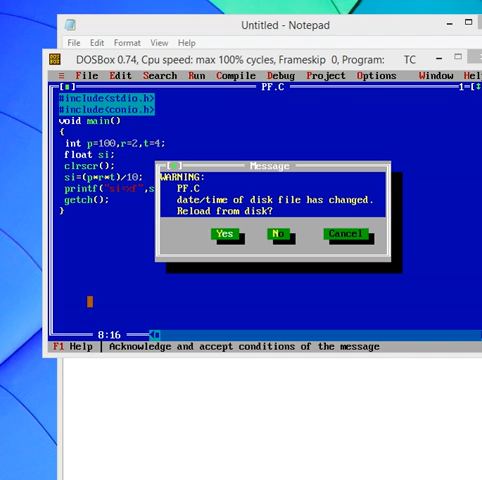 Untitled - Notepad
File Edit Format View Help
DOSBox 0.74, Cpu speed: max 100% cycles, Frameskip 0, Program: TC
≡ File Edit Search Run Compile Debug Project Options Window Hel
PF.C 1
#include<stdio.h>
#include<conio.h>
void main()
{
int p=100,r=2,t=4;
float si;
clrscr();
si=(p*r*t)/10;
printf("si=%f",s
getch();
}
Message
WARNING:
PF.C
date/time of disk file has changed.
Reload from disk?
Yes No Cancel
8:16
F1 Help | Acknowledge and accept conditions of the message